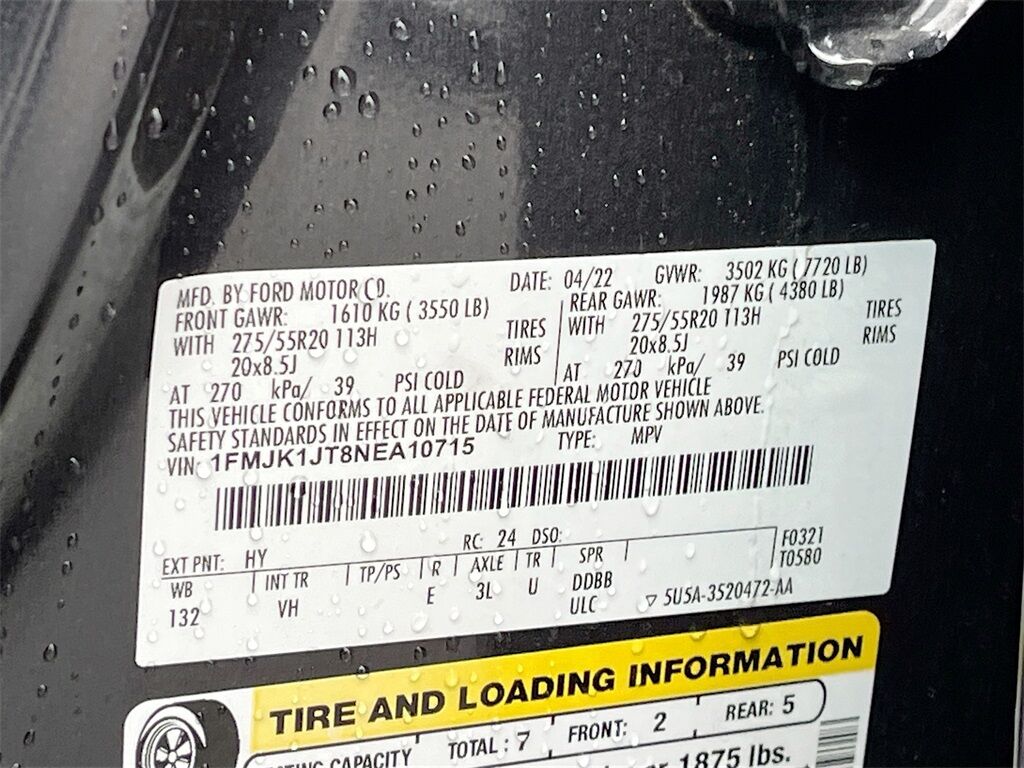 MFD. BY FORD MOTOR CO.
DATE: 04/22 GVWR: 3502 KG ( 7720 LB)
FRONT GAWR: 1610 KG ( 3550 LB)
REAR GAWR: 1987 KG ( 4380 LB)
WITH 275/55R20 113H TIRES
WITH 275/55R20 113H TIRES
20x8.5J RIMS
20x8.5J RIMS
AT 270 kPa/ 39 PSI COLD
AT 270 kPa/ 39 PSI COLD
THIS VEHICLE CONFORMS TO ALL APPLICABLE FEDERAL MOTOR VEHICLE
SAFETY STANDARDS IN EFFECT ON THE DATE OF MANUFACTURE SHOWN ABOVE.
VIN: 1FMJK1JT8NEA10715 TYPE: MPV
EXT PNT: HY RC: 24 DSO: F0321
WB INT TR TP/PS R AXLE TR SPR T0580
132 VH E 3L U DDBB
ULC ▽ 5U5A-3520472-AA
TIRE AND LOADING INFORMATION
CAPACITY TOTAL : 7 FRONT: 2 REAR: 5
1875 lbs.